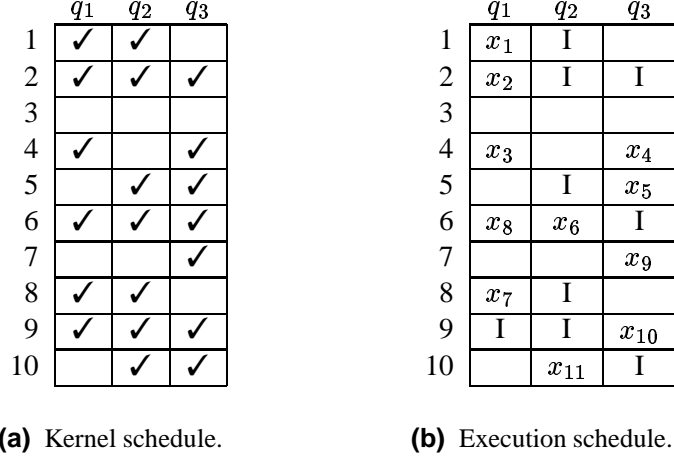 q₁ q₂ q₃
1 ✓ ✓
2 ✓ ✓ ✓
3
4 ✓ ✓
5 ✓ ✓
6 ✓ ✓ ✓
7 ✓
8 ✓ ✓
9 ✓ ✓ ✓
10 ✓ ✓
(a) Kernel schedule.
q₁ q₂ q₃
1 x₁ I
2 x₂ I I
3
4 x₃ x₄
5 I x₅
6 x₈ x₆ I
7 x₉
8 x₇ I
9 I I x₁₀
10 x₁₁ I
(b) Execution schedule.